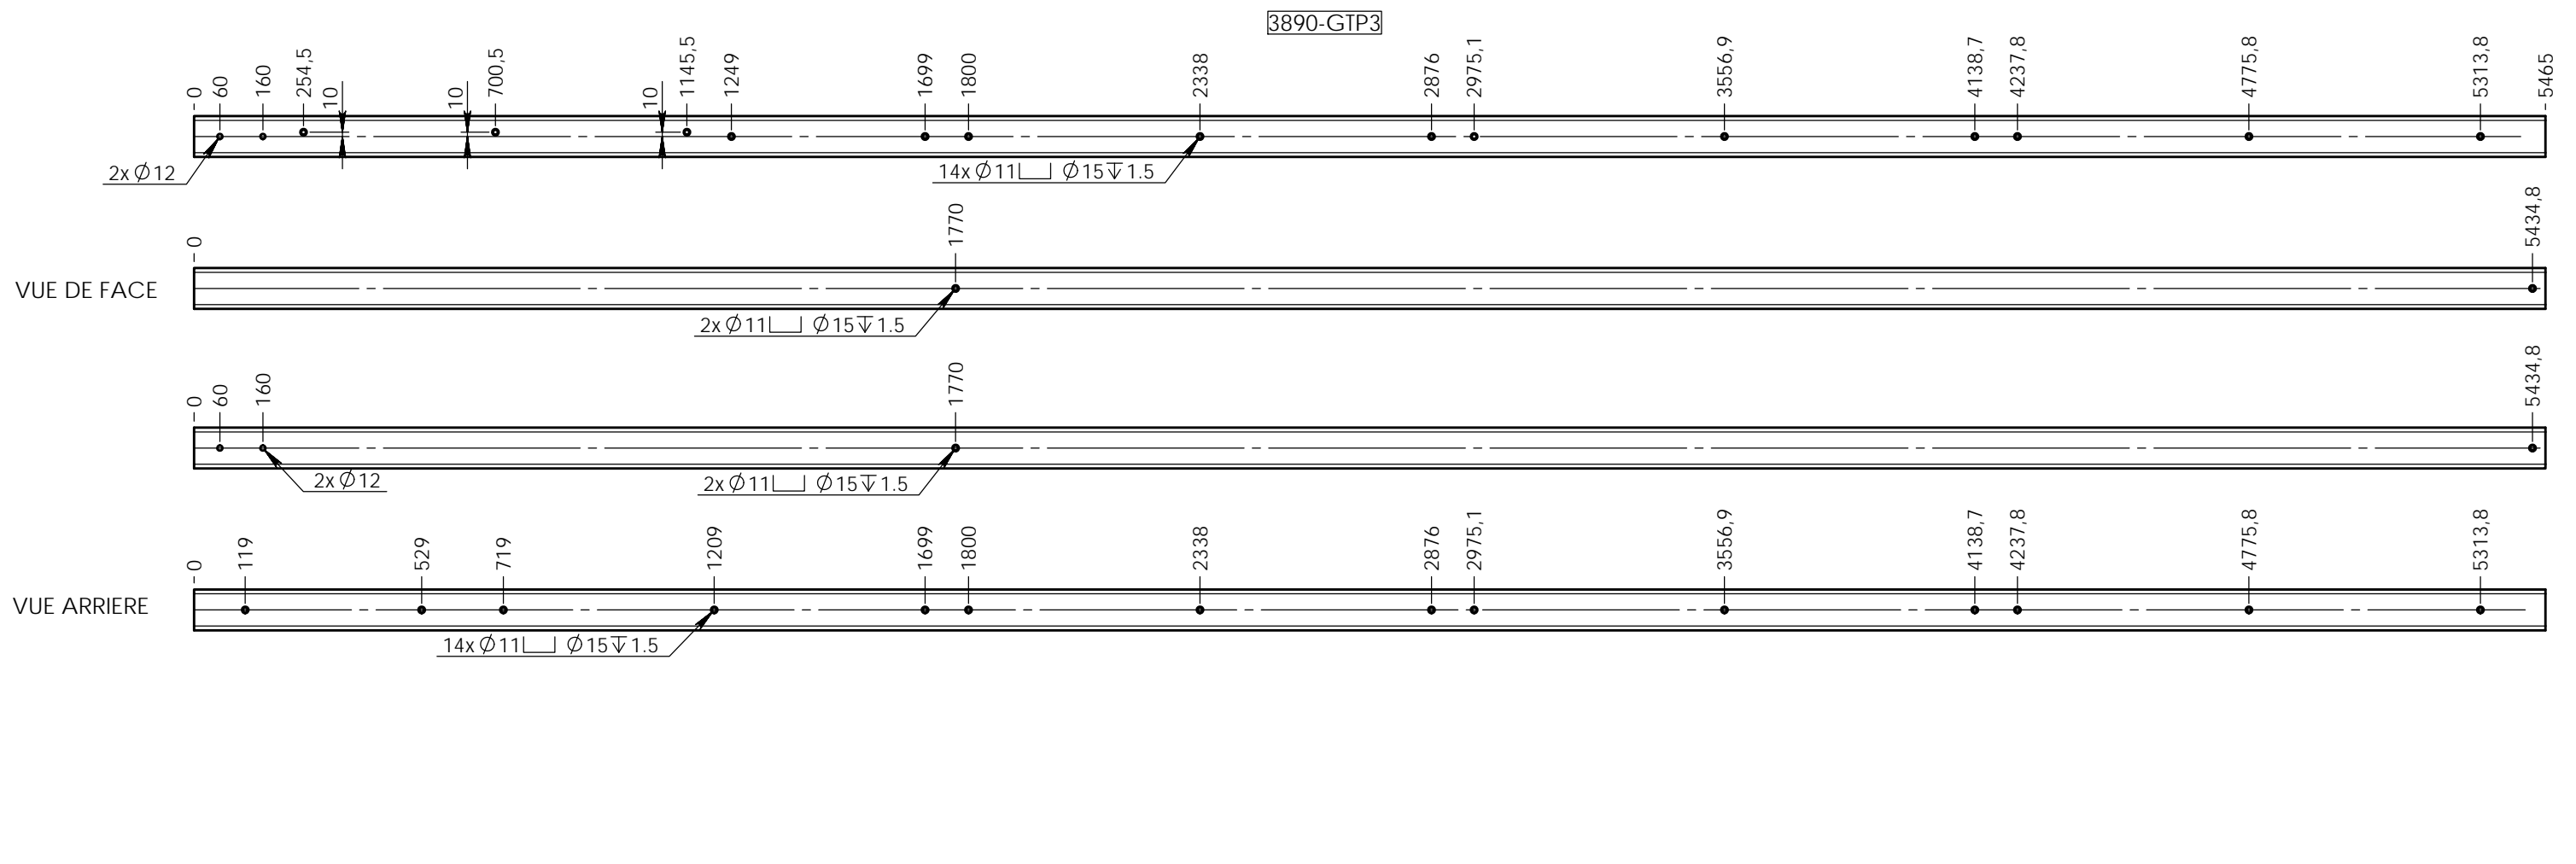 3890-GTP3
0 60 160 254,5 10 10 700,5 10 1145,5 1249 1699 1800 2338 2876 2975,1 3556,9 4138,7 4237,8 4775,8 5313,8 5465
2x Ø12 14x Ø11⌴ Ø15↧1.5
0 1770 5434,8
VUE DE FACE
2x Ø11⌴ Ø15↧1.5
0 60 160 1770 5434,8
2x Ø12 2x Ø11⌴ Ø15↧1.5
0 119 529 719 1209 1699 1800 2338 2876 2975,1 3556,9 4138,7 4237,8 4775,8 5313,8
VUE ARRIERE
14x Ø11⌴ Ø15↧1.5